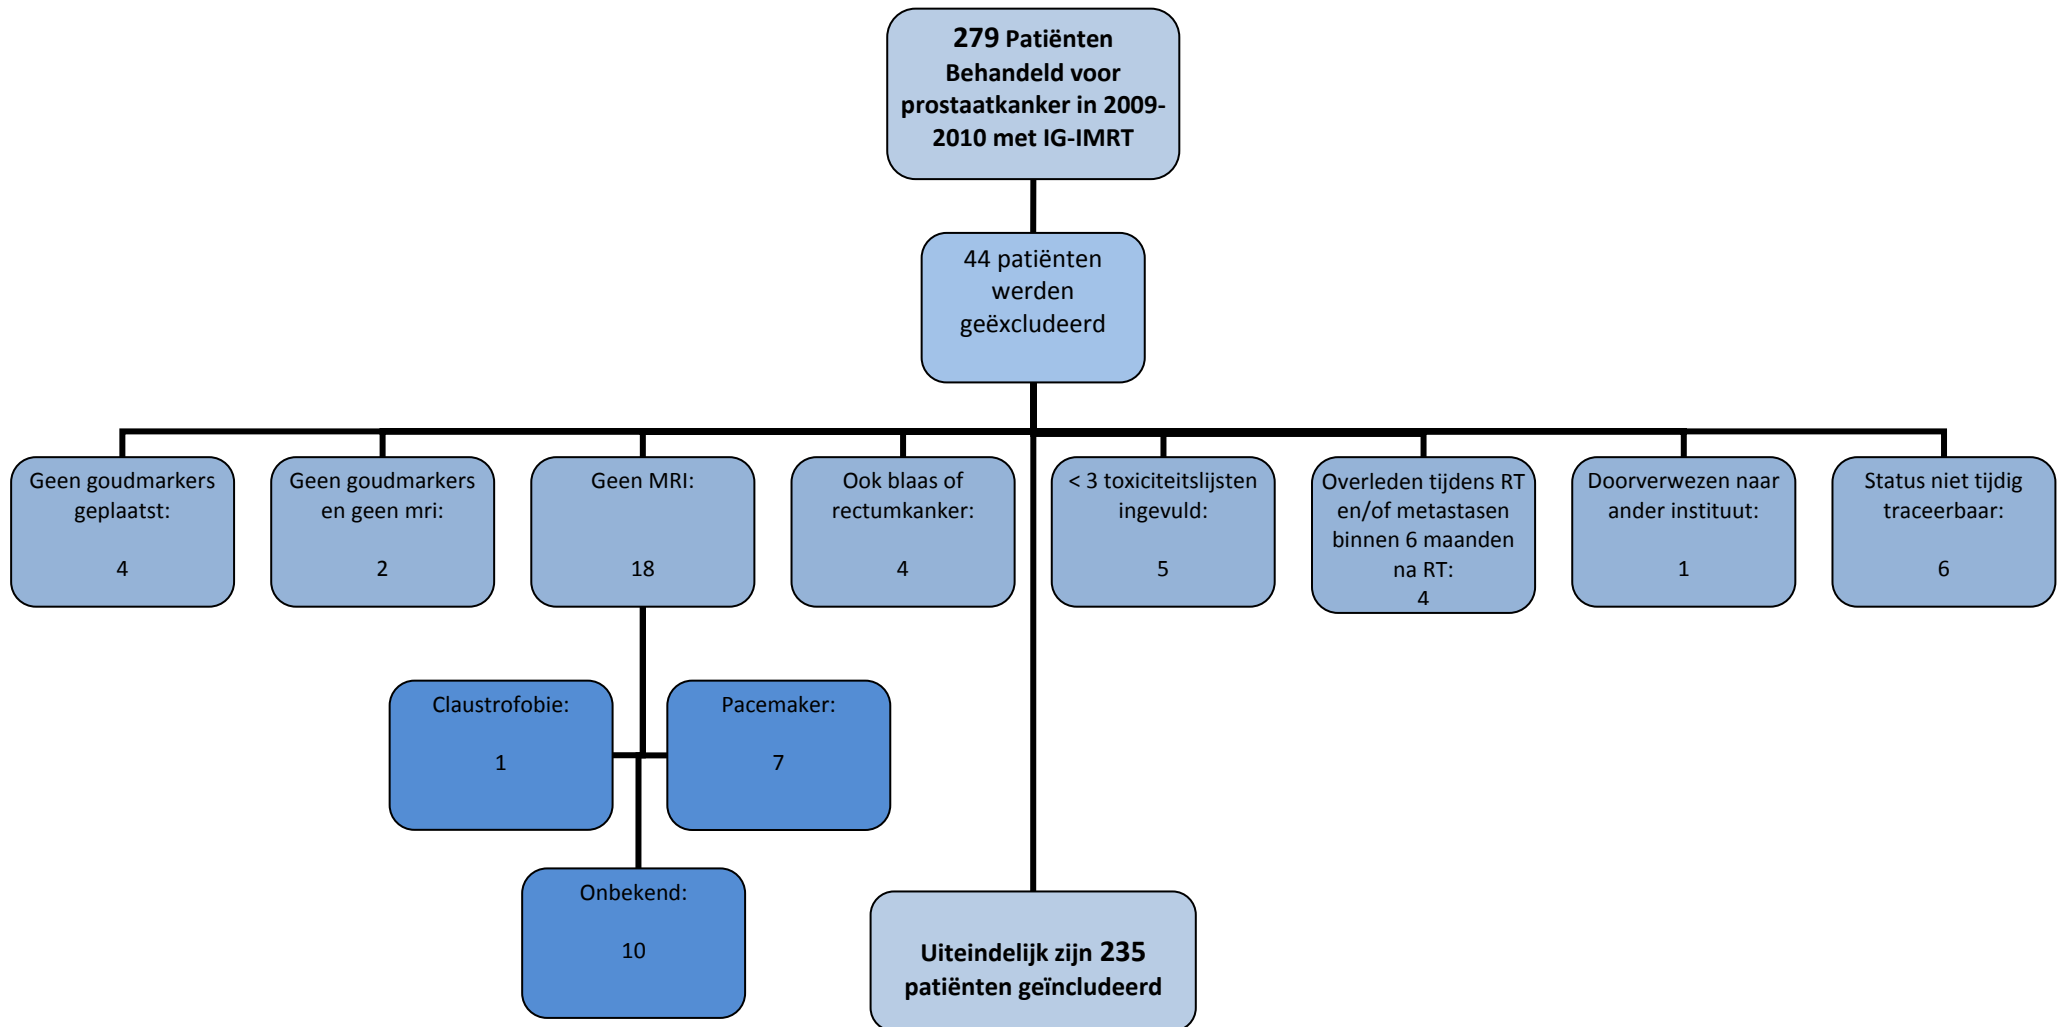 279 Patiënten
Behandeld voor
prostaatkanker in 2009-
2010 met IG-IMRT
44 patiënten
werden
geëxcludeerd
Geen goudmarkers
geplaatst:
4
Geen goudmarkers
en geen mri:
2
Geen MRI:
18
Ook blaas of
rectumkanker:
4
< 3 toxiciteitslijsten
ingevuld:
5
Overleden tijdens RT
en/of metastasen
binnen 6 maanden
na RT:
4
Doorverwezen naar
ander instituut:
1
Status niet tijdig
traceerbaar:
6
Claustrofobie:
1
Pacemaker:
7
Onbekend:
10
Uiteindelijk zijn 235
patiënten geïncludeerd